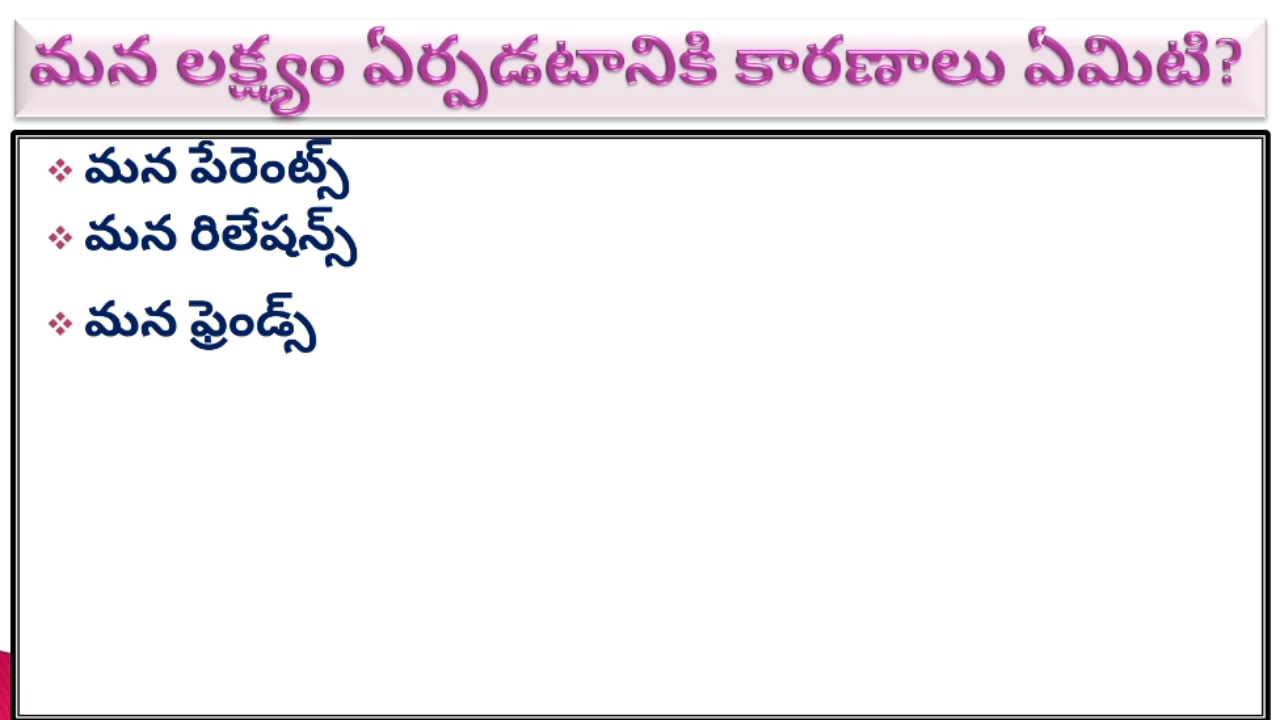 మన లక్ష్యం ఏర్పడటానికి కారణాలు ఏమిటి?
మన పేరెంట్స్
మన రిలేషన్స్
మన ఫ్రెండ్స్